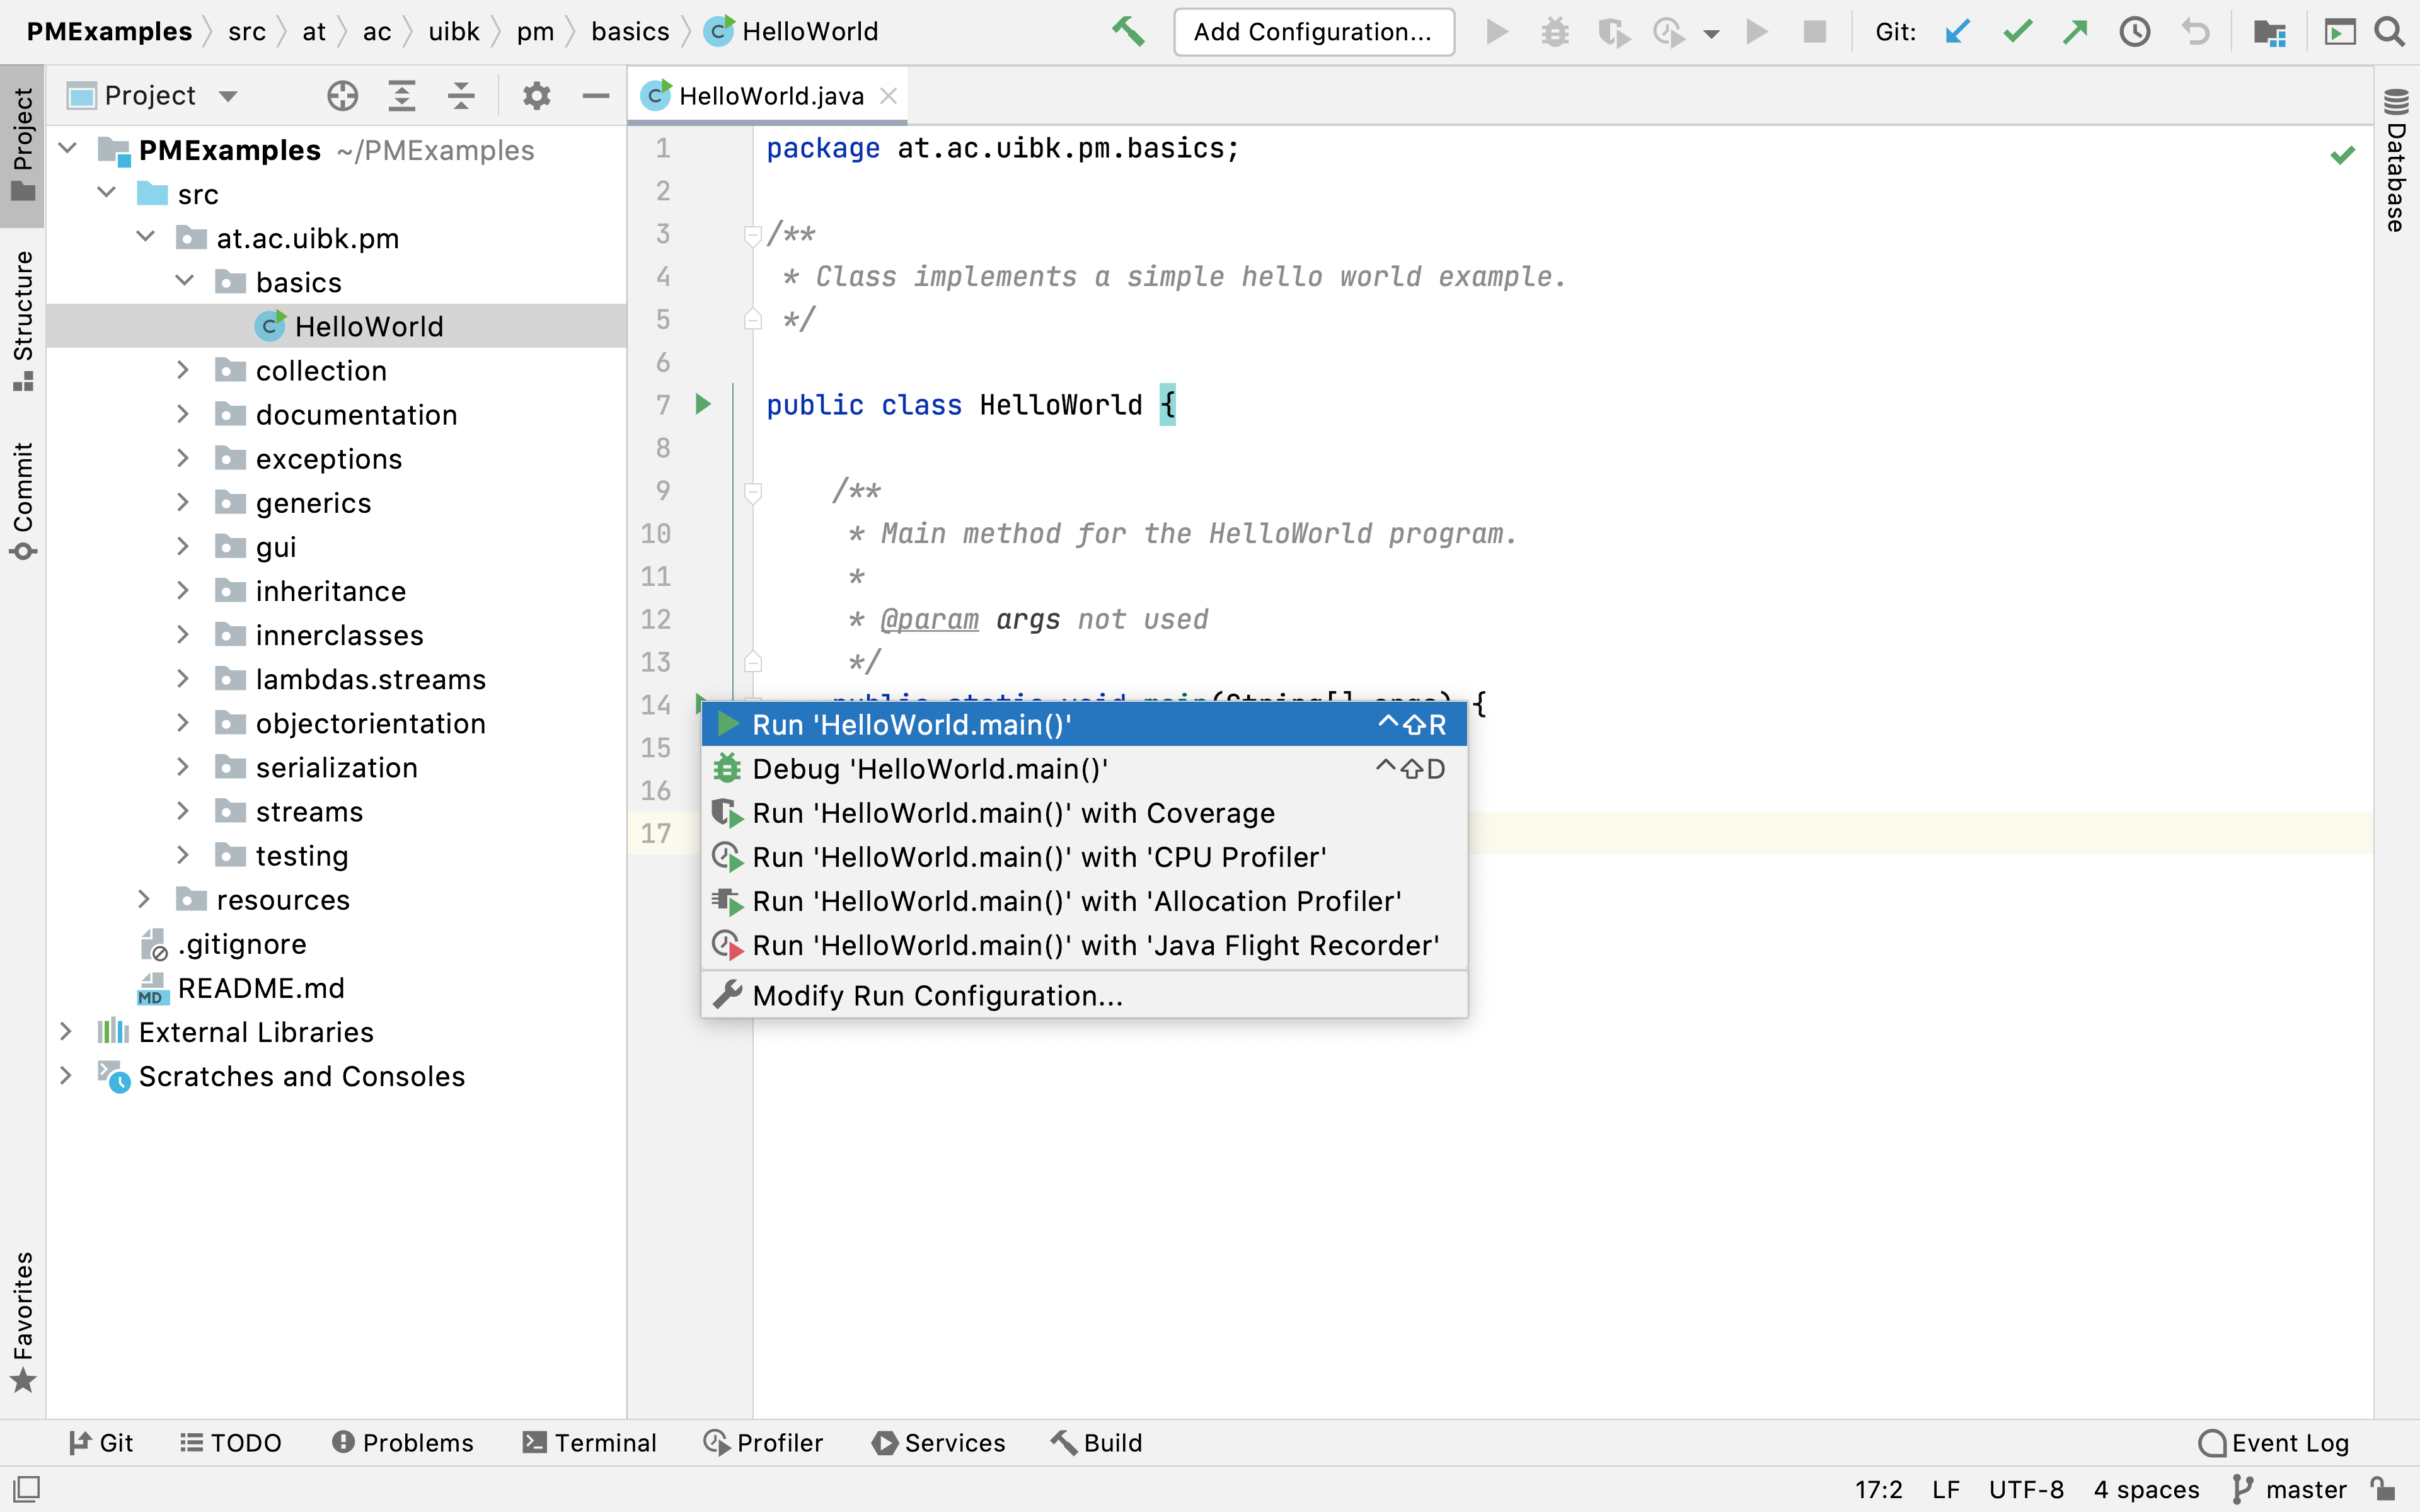 PMExamples src at ac uibk pm basics HelloWorld
Add Configuration...
Git:
Project
Structure
Commit
Favorites
Project
PMExamples ~/PMExamples
src
at.ac.uibk.pm
basics
HelloWorld
collection
documentation
exceptions
generics
gui
inheritance
innerclasses
lambdas.streams
objectorientation
serialization
streams
testing
resources
.gitignore
README.md
External Libraries
Scratches and Consoles
HelloWorld.java
1 package at.ac.uibk.pm.basics;
2
3 /**
4 * Class implements a simple hello world example.
5 */
6
7 public class HelloWorld {
8
9 /**
10 * Main method for the HelloWorld program.
11 *
12 * @param args not used
13 */
14 public static void main(String[] args) {
15
16
17
Run 'HelloWorld.main()' ^⇧R
Debug 'HelloWorld.main()' ^⇧D
Run 'HelloWorld.main()' with Coverage
Run 'HelloWorld.main()' with 'CPU Profiler'
Run 'HelloWorld.main()' with 'Allocation Profiler'
Run 'HelloWorld.main()' with 'Java Flight Recorder'
Modify Run Configuration...
Database
Git TODO Problems Terminal Profiler Services Build Event Log
17:2 LF UTF-8 4 spaces master